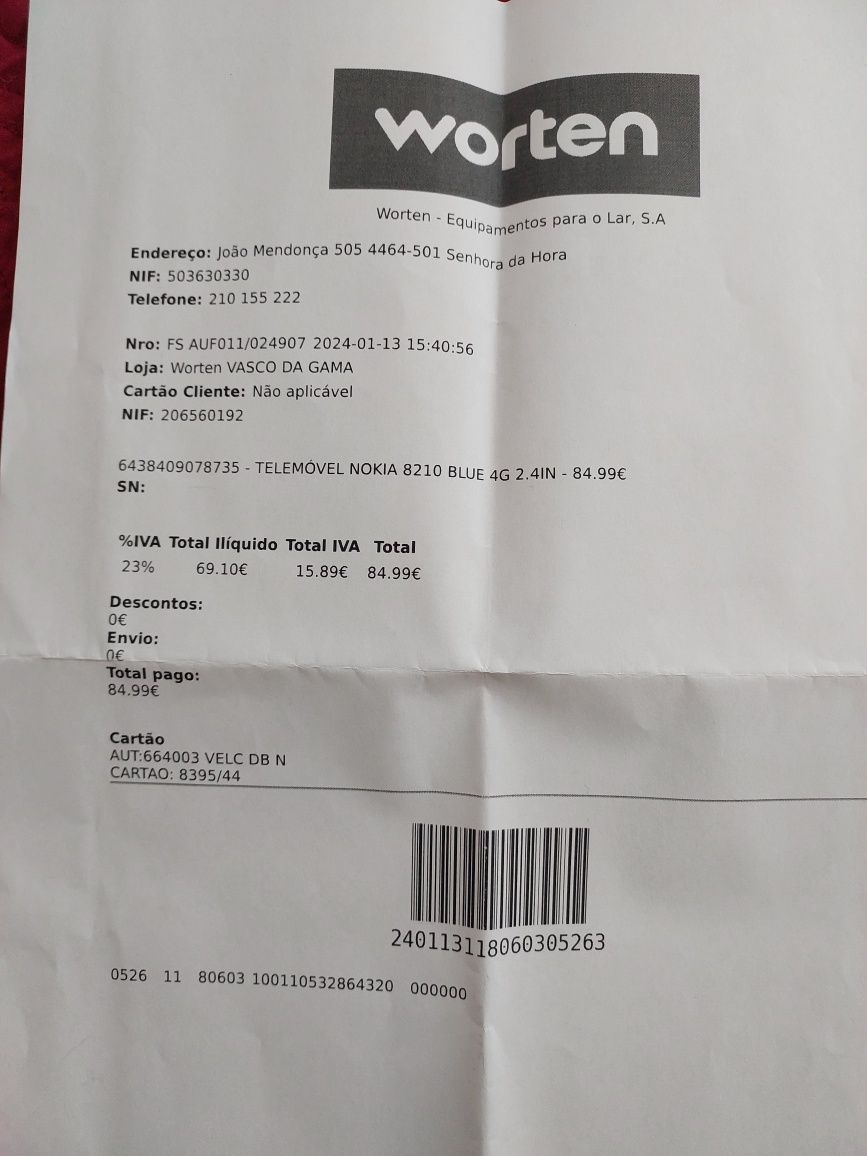 worten
Worten - Equipamentos para o Lar, S.A
Endereço: João Mendonça 505 4464-501 Senhora da Hora
NIF: 503630330
Telefone: 210 155 222
Nro: FS AUF011/024907 2024-01-13 15:40:56
Loja: Worten VASCO DA GAMA
Cartão Cliente: Não aplicável
NIF: 206560192
6438409078735 - TELEMÓVEL NOKIA 8210 BLUE 4G 2.4IN - 84.99€
SN:
%IVA Total Ilíquido Total IVA Total
23% 69.10€ 15.89€ 84.99€
Descontos:
0€
Envio:
0€
Total pago:
84.99€
Cartão
AUT:664003 VELC DB N
CARTAO: 8395/44
240113118060305263
0526 11 80603 100110532864320 000000